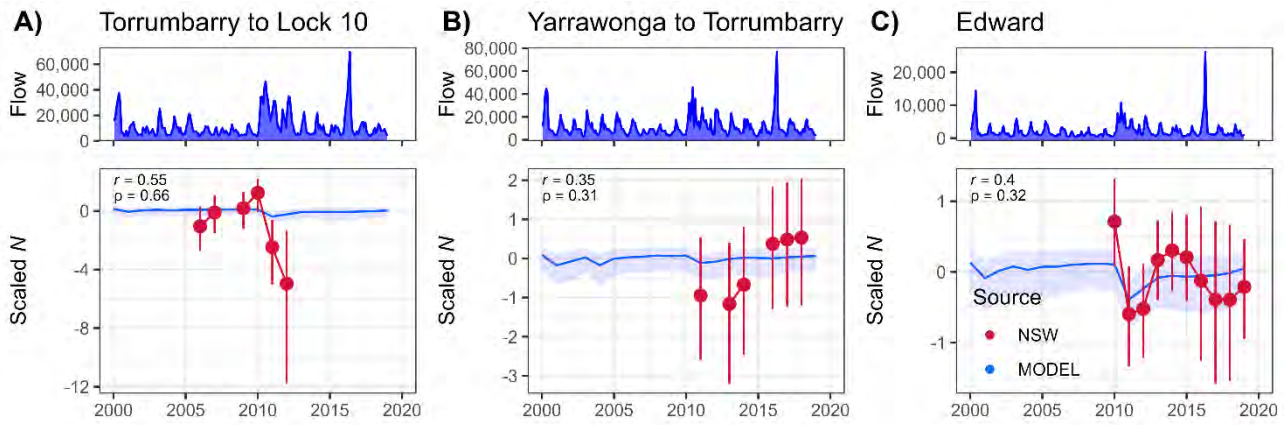 A) Torrumbarry to Lock 10
60,000
40,000
20,000
0
Flow
r = 0.55
ρ = 0.66
0
-4
-8
-12
Scaled N
2000 2005 2010 2015 2020
B) Yarrawonga to Torrumbarry
80,000
60,000
40,000
20,000
0
Flow
r = 0.35
ρ = 0.31
2
1
0
-1
-2
-3
Scaled N
2000 2005 2010 2015 2020
C) Edward
20,000
10,000
0
Flow
r = 0.4
ρ = 0.32
1
0
-1
Scaled N
Source
NSW
MODEL
2000 2005 2010 2015 2020